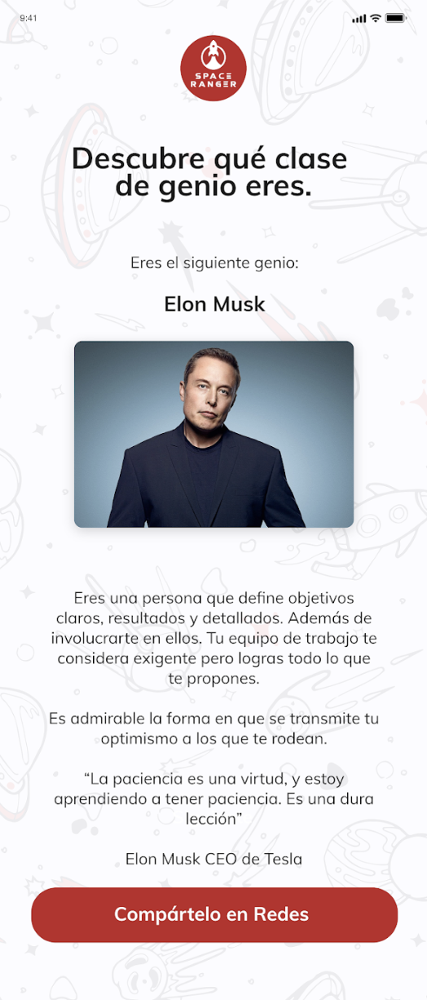 9:41
SPACE
RANGER
Descubre qué clase
de genio eres.
Eres el siguiente genio:
Elon Musk
Eres una persona que define objetivos
claros, resultados y detallados. Además de
involucrarte en ellos. Tu equipo de trabajo te
considera exigente pero logras todo lo que
te propones.
Es admirable la forma en que se transmite tu
optimismo a los que te rodean.
“La paciencia es una virtud, y estoy
aprendiendo a tener paciencia. Es una dura
lección”
Elon Musk CEO de Tesla
Compártelo en Redes